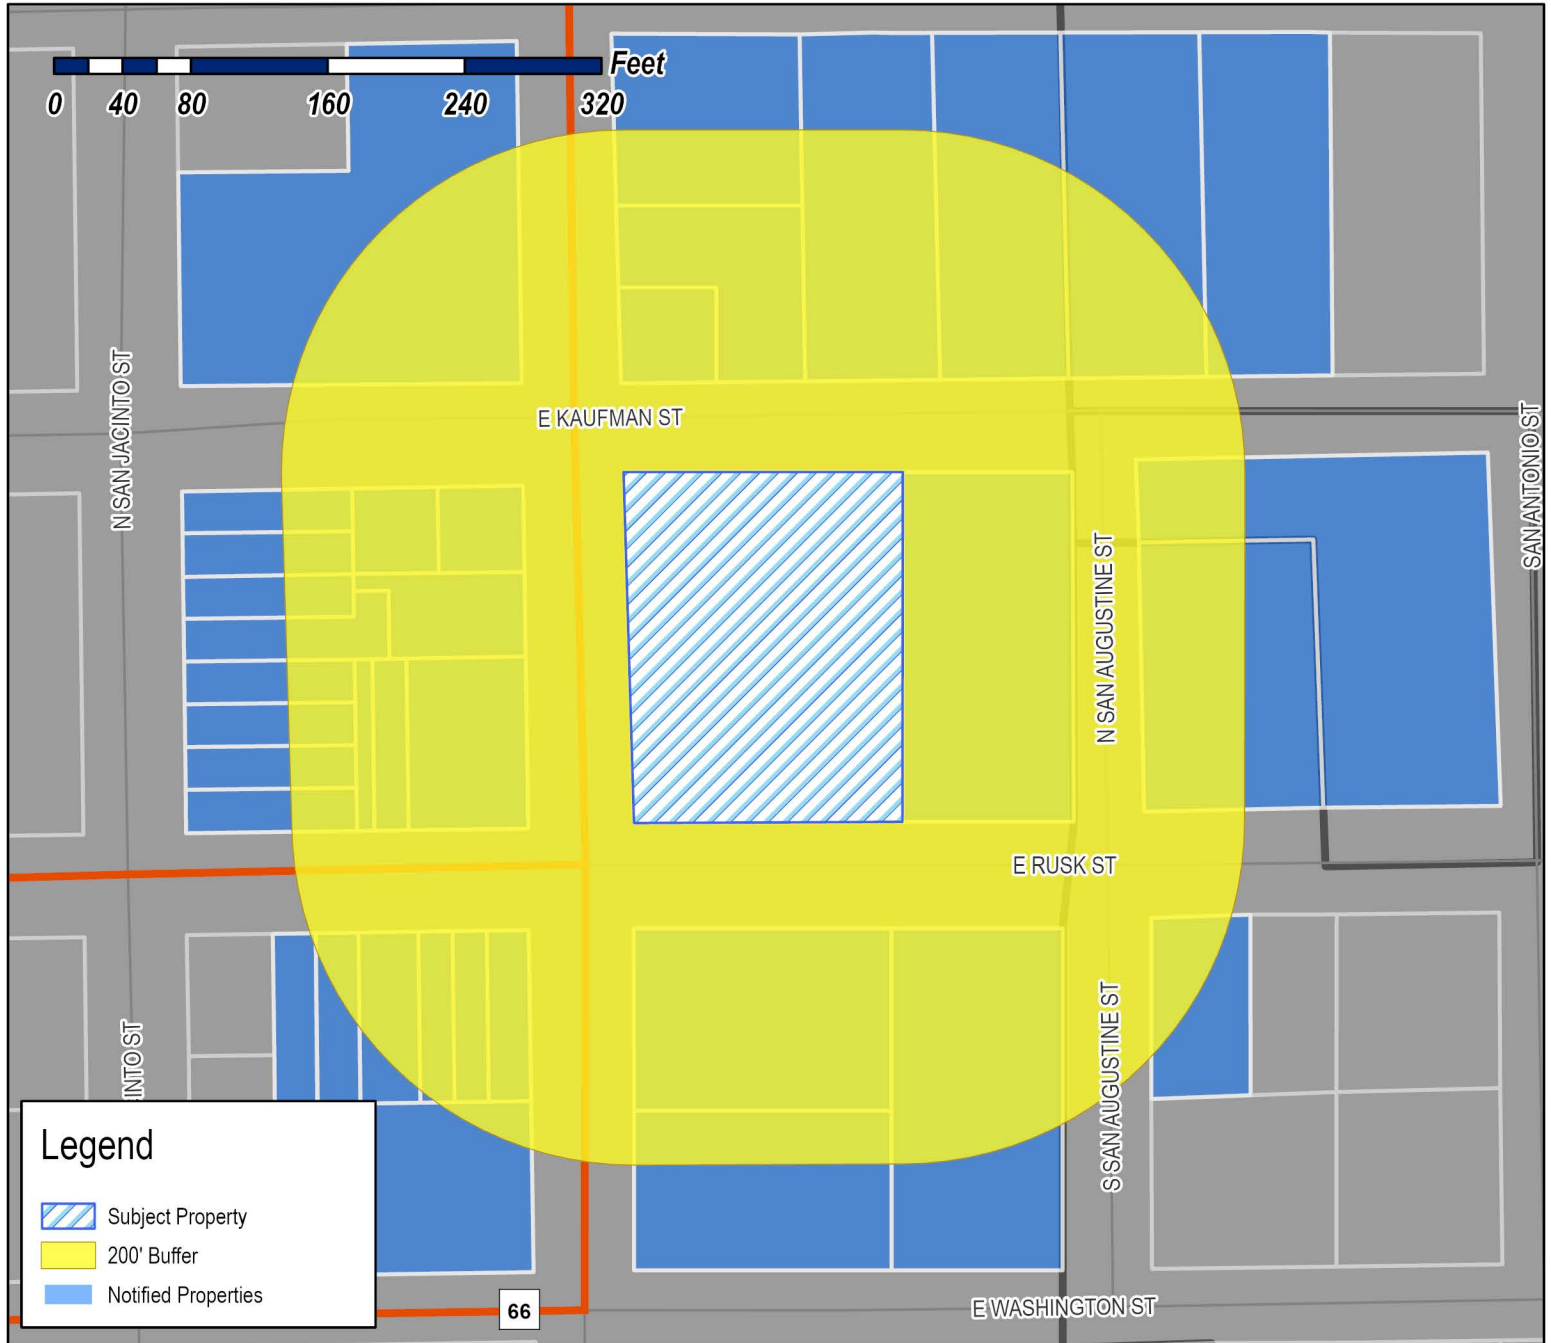 Feet
0 40 80 160 240 320
E KAUFMAN ST
N SAN JACINTO ST
SAN ANTONIO ST
N SAN AUGUSTINE ST
E RUSK ST
S SAN AUGUSTINE ST
INTO ST
Legend
Subject Property
200' Buffer
Notified Properties
66
E WASHINGTON ST